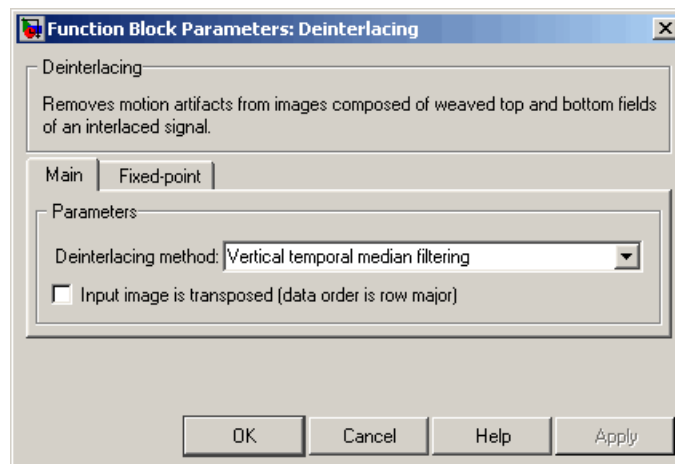 Function Block Parameters: Deinterlacing
Deinterlacing
Removes motion artifacts from images composed of weaved top and bottom fields
of an interlaced signal.
Main Fixed-point
Parameters
Deinterlacing method: Vertical temporal median filtering
Input image is transposed (data order is row major)
OK Cancel Help Apply